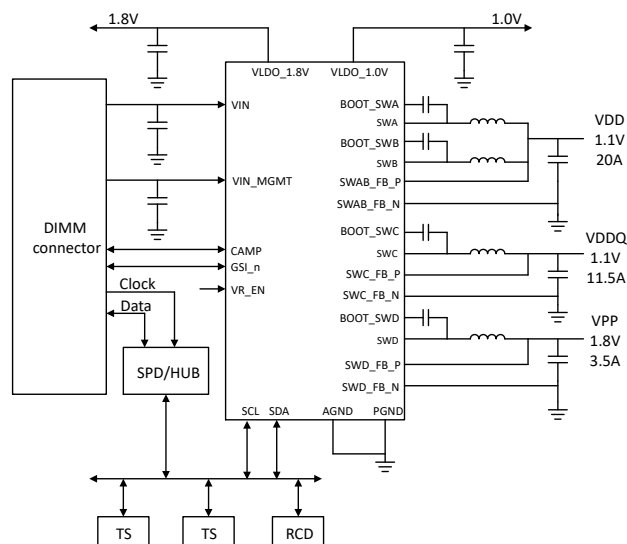 1.8V
1.0V
VLDO_1.8V
VLDO_1.0V
VIN
VIN_MGMT
DIMM
connector
CAMP
GSI_n
Clock
VR_EN
Data
SPD/HUB
BOOT_SWA
SWA
BOOT_SWB
SWB
SWAB_FB_P
SWAB_FB_N
BOOT_SWC
SWC
SWC_FB_P
SWC_FB_N
BOOT_SWD
SWD
SWD_FB_P
SWD_FB_N
VDD
1.1V
20A
VDDQ
1.1V
11.5A
VPP
1.8V
3.5A
SCL
SDA
AGND
PGND
TS
TS
RCD